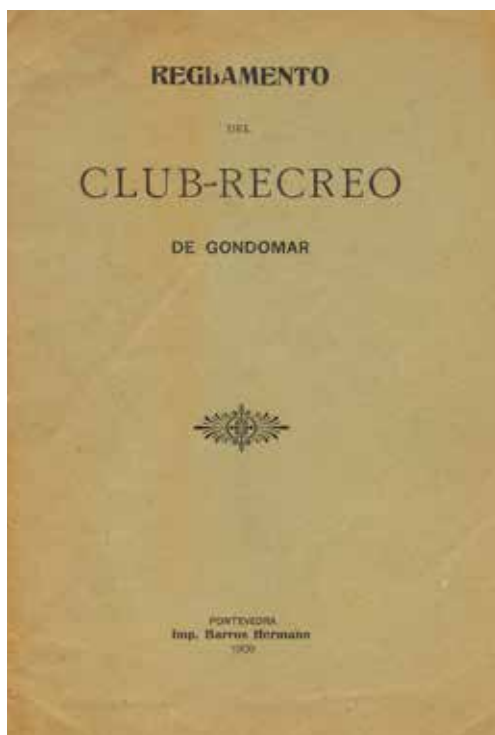 REGLAMENTO
DEL
CLUB-RECREO
DE GONDOMAR
PONTEVEDRA
Imp. Barros Hermano
1909